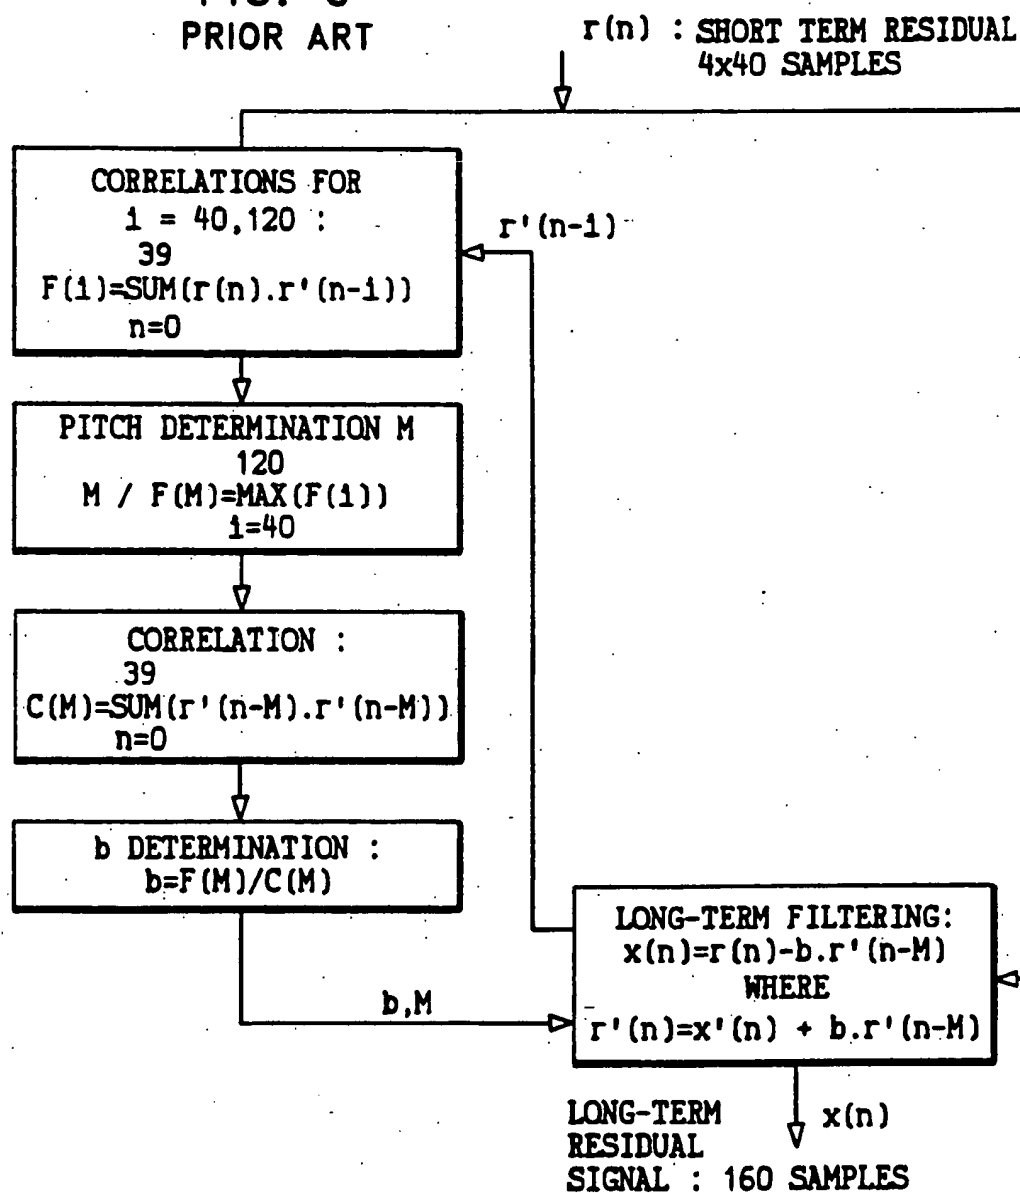 PRIOR ART
r(n) : SHORT TERM RESIDUAL
4x40 SAMPLES
CORRELATIONS FOR
i = 40,120 :
39
F(i)=SUM(r(n).r'(n-i))
n=0
r'(n-i)
PITCH DETERMINATION M
120
M / F(M)=MAX(F(i))
i=40
CORRELATION :
39
C(M)=SUM(r'(n-M).r'(n-M))
n=0
b DETERMINATION :
b=F(M)/C(M)
b,M
LONG-TERM FILTERING:
x(n)=r(n)-b.r'(n-M)
WHERE
r'(n)=x'(n) + b.r'(n-M)
x(n)
LONG-TERM
RESIDUAL
SIGNAL : 160 SAMPLES